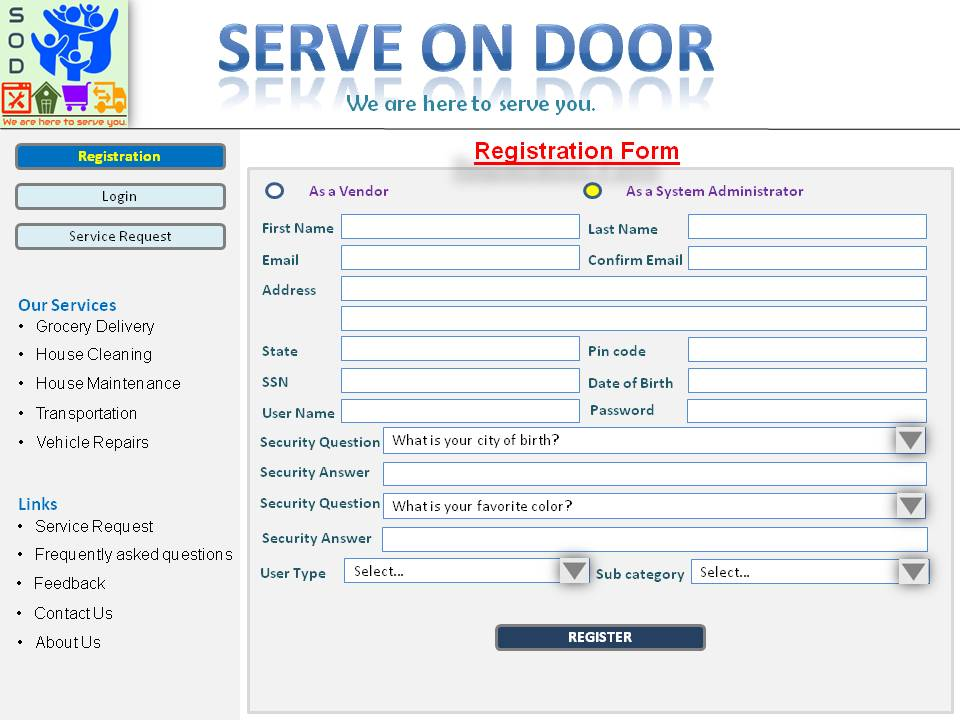 S
O
D
We are here to serve you.
SERVE ON DOOR
We are here to serve you.
Registration
Login
Service Request
Our Services
• Grocery Delivery
• House Cleaning
• House Maintenance
• Transportation
• Vehicle Repairs
Links
• Service Request
• Frequently asked questions
• Feedback
• Contact Us
• About Us
Registration Form
As a Vendor As a System Administrator
First Name Last Name
Email Confirm Email
Address
State Pin code
SSN Date of Birth
User Name Password
Security Question What is your city of birth?
Security Answer
Security Question What is your favorite color?
Security Answer
User Type Select... Sub category Select...
REGISTER